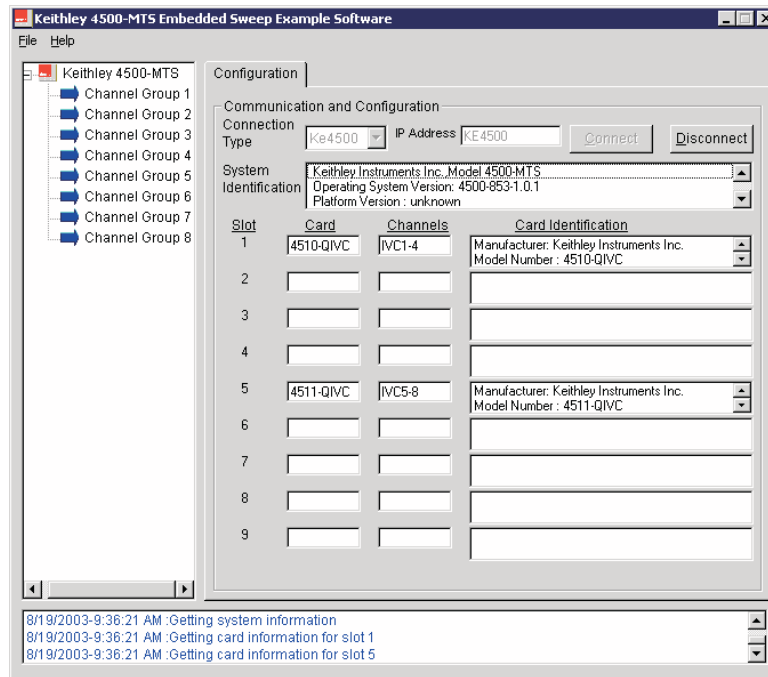 Keithley 4500-MTS Embedded Sweep Example Software
File Help
Keithley 4500-MTS
Channel Group 1
Channel Group 2
Channel Group 3
Channel Group 4
Channel Group 5
Channel Group 6
Channel Group 7
Channel Group 8
Configuration
Communication and Configuration
Connection Type Ke4500 IP Address KE4500 Connect Disconnect
System Identification
Keithley Instruments Inc.,Model 4500-MTS
Operating System Version: 4500-853-1.0.1
Platform Version : unknown
Slot Card Channels Card Identification
1 4510-QIVC IVC1-4 Manufacturer: Keithley Instruments Inc.
Model Number : 4510-QIVC
2
3
4
5 4511-QIVC IVC5-8 Manufacturer: Keithley Instruments Inc.
Model Number : 4511-QIVC
6
7
8
9
8/19/2003-9:36:21 AM :Getting system information
8/19/2003-9:36:21 AM :Getting card information for slot 1
8/19/2003-9:36:21 AM :Getting card information for slot 5